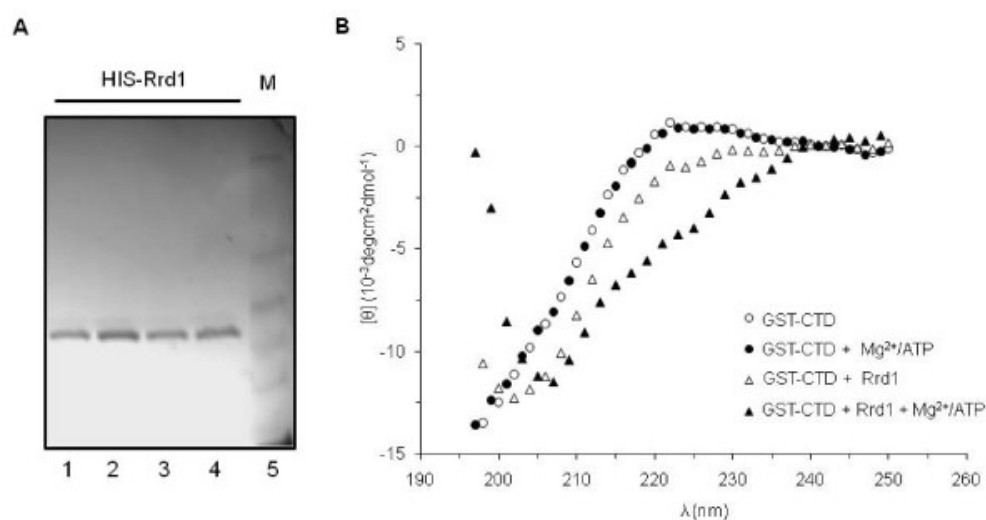 A
HIS-Rrd1 M
1 2 3 4 5
B
5
0
-5
-10
-15
[θ] (10⁻³degcm²dmol⁻¹)
190 200 210 220 230 240 250 260
λ(nm)
GST-CTD
GST-CTD + Mg²⁺/ATP
GST-CTD + Rrd1
GST-CTD + Rrd1 + Mg²⁺/ATP